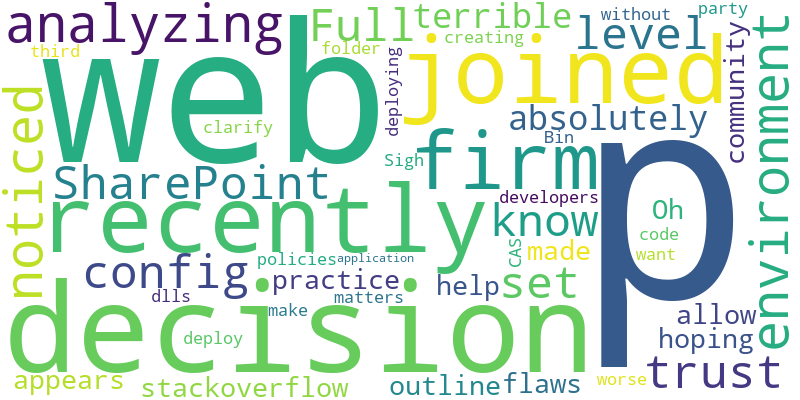 analyzing
Full
terrible
without
party
third
folder
creating
level
web
joined
deploying
community
environment
clarify
absolutely
noticed
Sigh
Bin
firm
p
SharePoint
recently
developers
know
Oh
code
want
CAS
made
policies
application
config
practice
help
set
dlls
matters
make
allow
decision
deploy
hoping
trust
appears
stackoverflow
outline
flaws
worse